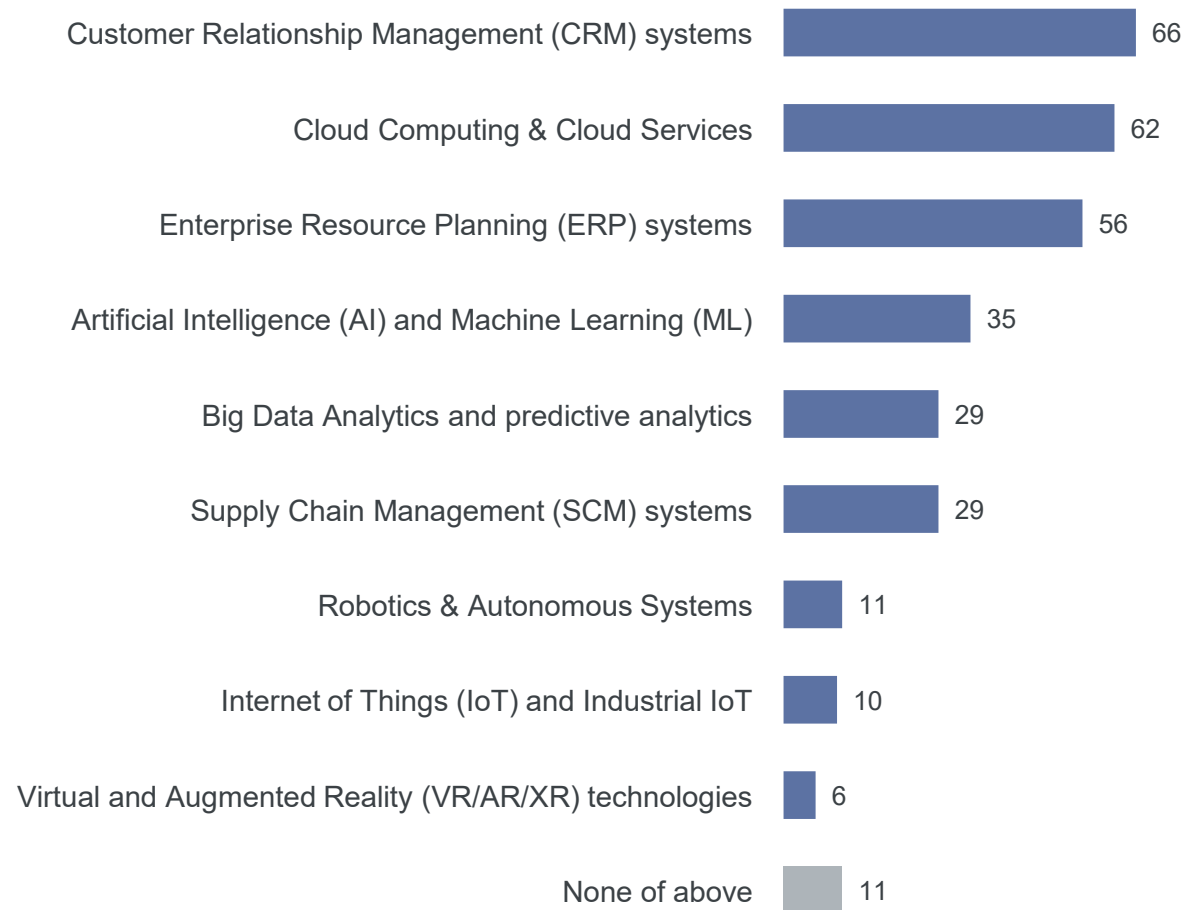 Customer Relationship Management (CRM) systems 66
Cloud Computing & Cloud Services 62
Enterprise Resource Planning (ERP) systems 56
Artificial Intelligence (AI) and Machine Learning (ML) 35
Big Data Analytics and predictive analytics 29
Supply Chain Management (SCM) systems 29
Robotics & Autonomous Systems 11
Internet of Things (IoT) and Industrial IoT 10
Virtual and Augmented Reality (VR/AR/XR) technologies 6
None of above 11